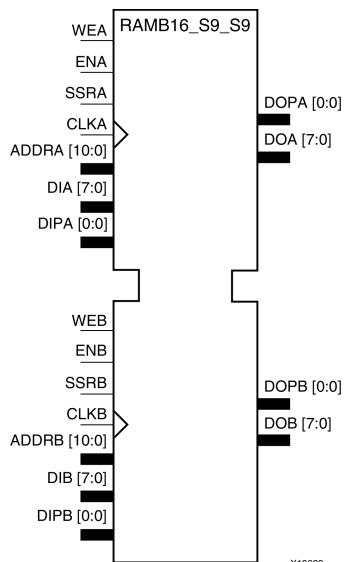 RAMB16_S9_S9
WEA
ENA
SSRA
CLKA
ADDRA [10:0]
DIA [7:0]
DIPA [0:0]
DOPA [0:0]
DOA [7:0]
WEB
ENB
SSRB
CLKB
ADDRB [10:0]
DIB [7:0]
DIPB [0:0]
DOPB [0:0]
DOB [7:0]